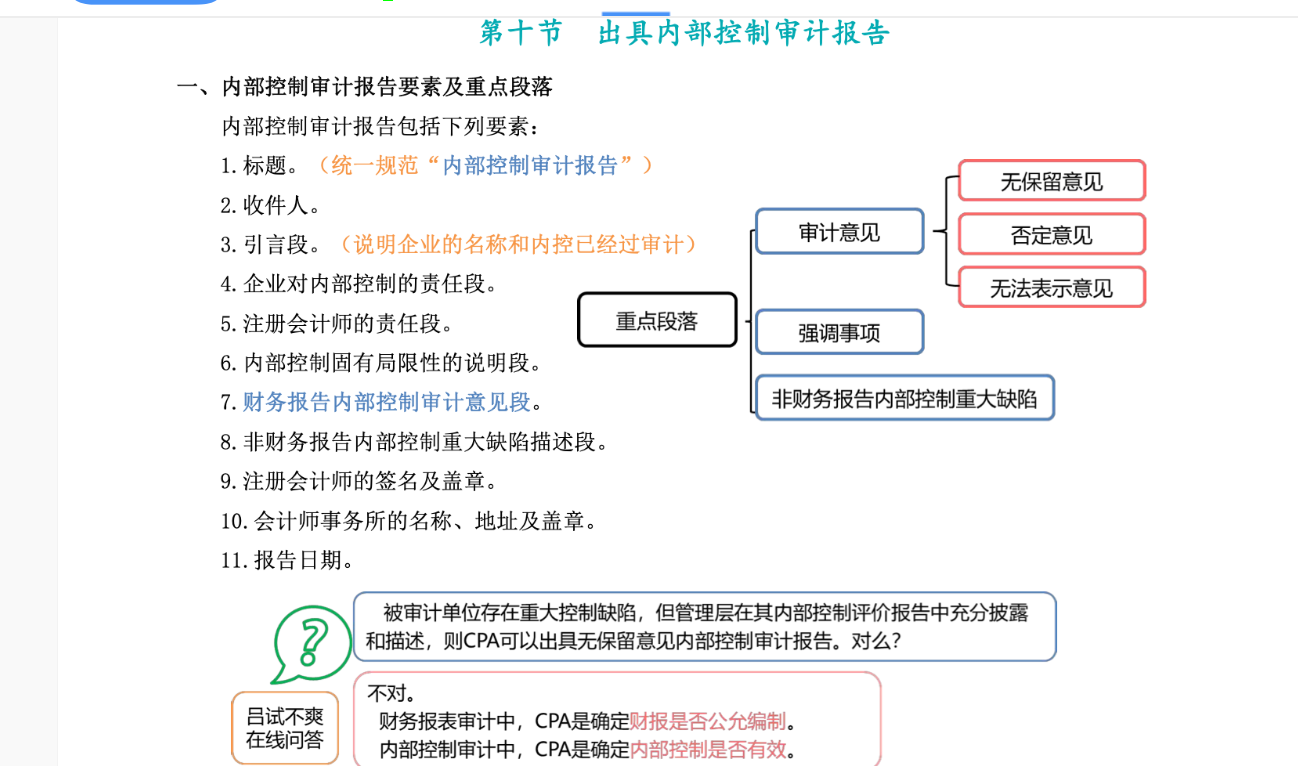 第十节 出具内部控制审计报告
一、内部控制审计报告要素及重点段落
内部控制审计报告包括下列要素：
1.标题。（统一规范“内部控制审计报告”）
2.收件人。
3.引言段。（说明企业的名称和内控已经过审计）
4.企业对内部控制的责任段。
5.注册会计师的责任段。
6.内部控制固有局限性的说明段。
7.财务报告内部控制审计意见段。
8.非财务报告内部控制重大缺陷描述段。
9.注册会计师的签名及盖章。
10.会计师事务所的名称、地址及盖章。
11.报告日期。
重点段落
审计意见
无保留意见
否定意见
无法表示意见
强调事项
非财务报告内部控制重大缺陷
?
被审计单位存在重大控制缺陷，但管理层在其内部控制评价报告中充分披露
和描述，则CPA可以出具无保留意见内部控制审计报告。对么？
吕试不爽
在线问答
不对。
财务报表审计中，CPA是确定财报是否公允编制。
内部控制审计中，CPA是确定内部控制是否有效。